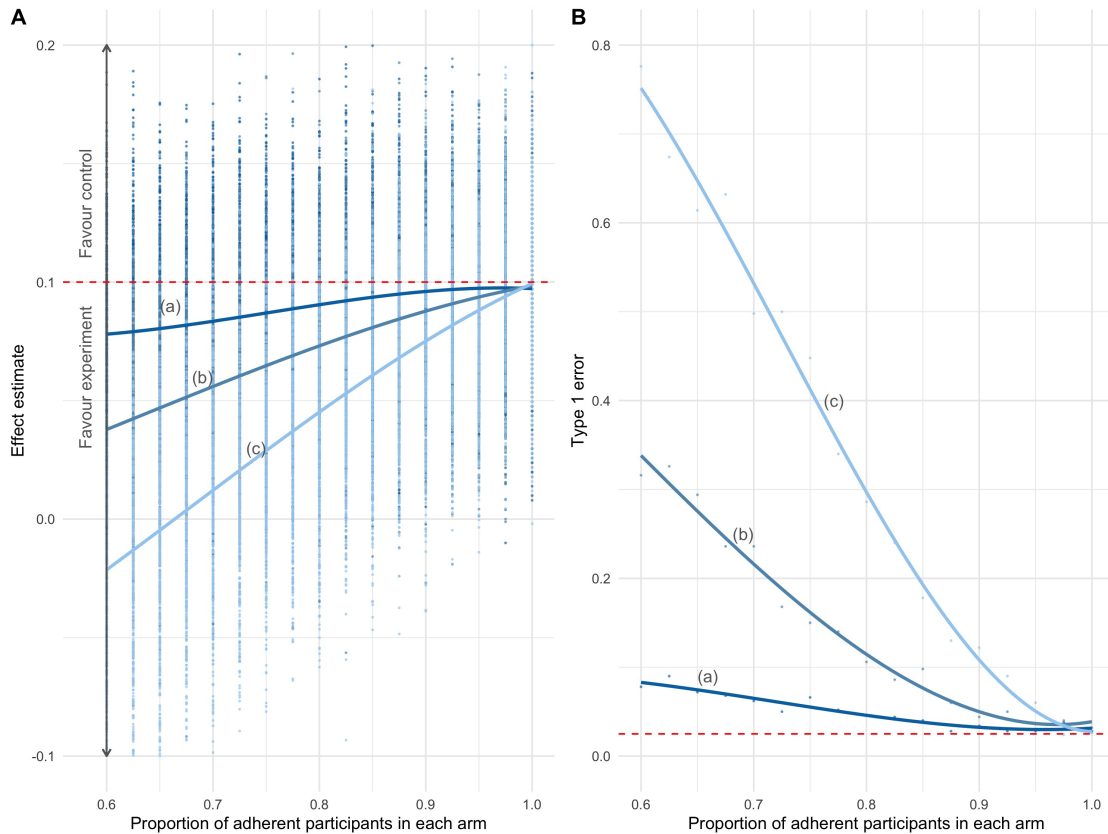 A
0.2
0.1
0.0
-0.1
Effect estimate
Favour control
Favour experiment
(a)
(b)
(c)
0.6 0.7 0.8 0.9 1.0
Proportion of adherent participants in each arm
B
0.8
0.6
0.4
0.2
0.0
Type 1 error
(c)
(b)
(a)
0.6 0.7 0.8 0.9 1.0
Proportion of adherent participants in each arm